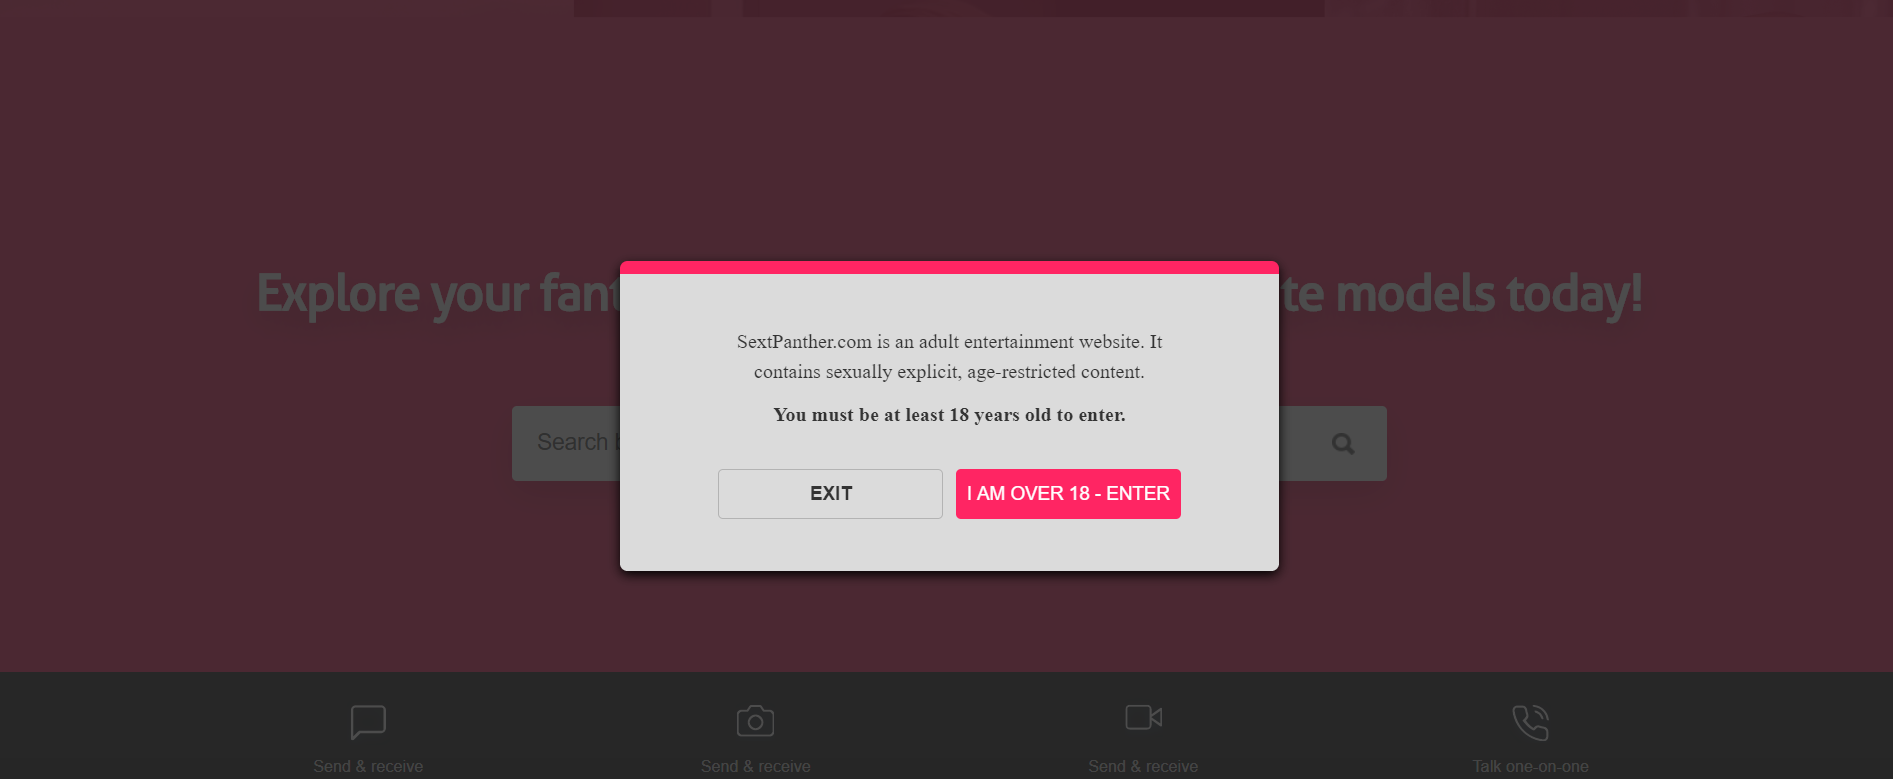 Explore your fant
te models today!
SextPanther.com is an adult entertainment website. It
contains sexually explicit, age-restricted content.
You must be at least 18 years old to enter.
Search
EXIT
I AM OVER 18 - ENTER
Send & receive
Send & receive
Send & receive
Talk one-on-one